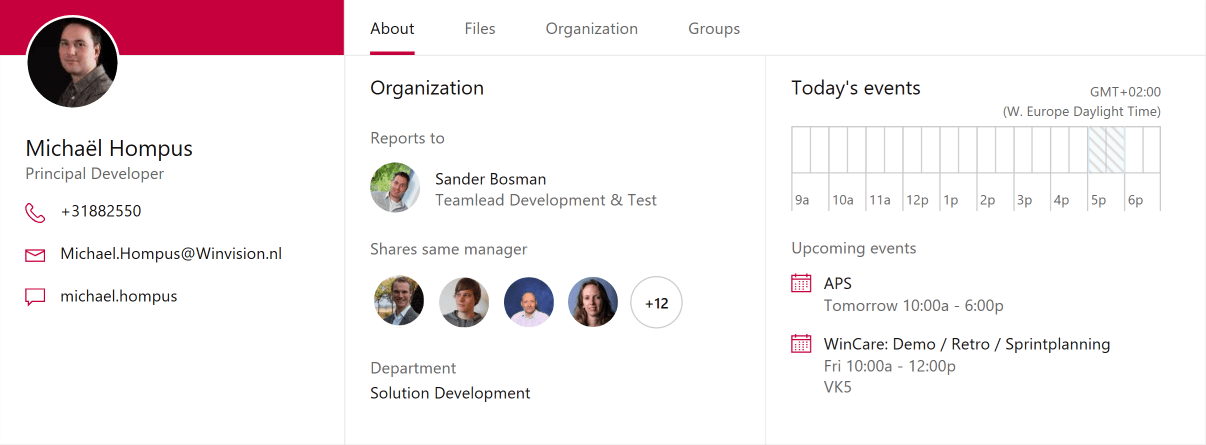 About
Files
Organization
Groups
Michaël Hompus
Principal Developer
+31882550
Michael.Hompus@Winvision.nl
michael.hompus
Organization
Reports to
Sander Bosman
Teamlead Development & Test
Shares same manager
+12
Department
Solution Development
Today's events
GMT+02:00
(W. Europe Daylight Time)
9a 10a 11a 12p 1p 2p 3p 4p 5p 6p
Upcoming events
APS
Tomorrow 10:00a - 6:00p
WinCare: Demo / Retro / Sprintplanning
Fri 10:00a - 12:00p
VK5